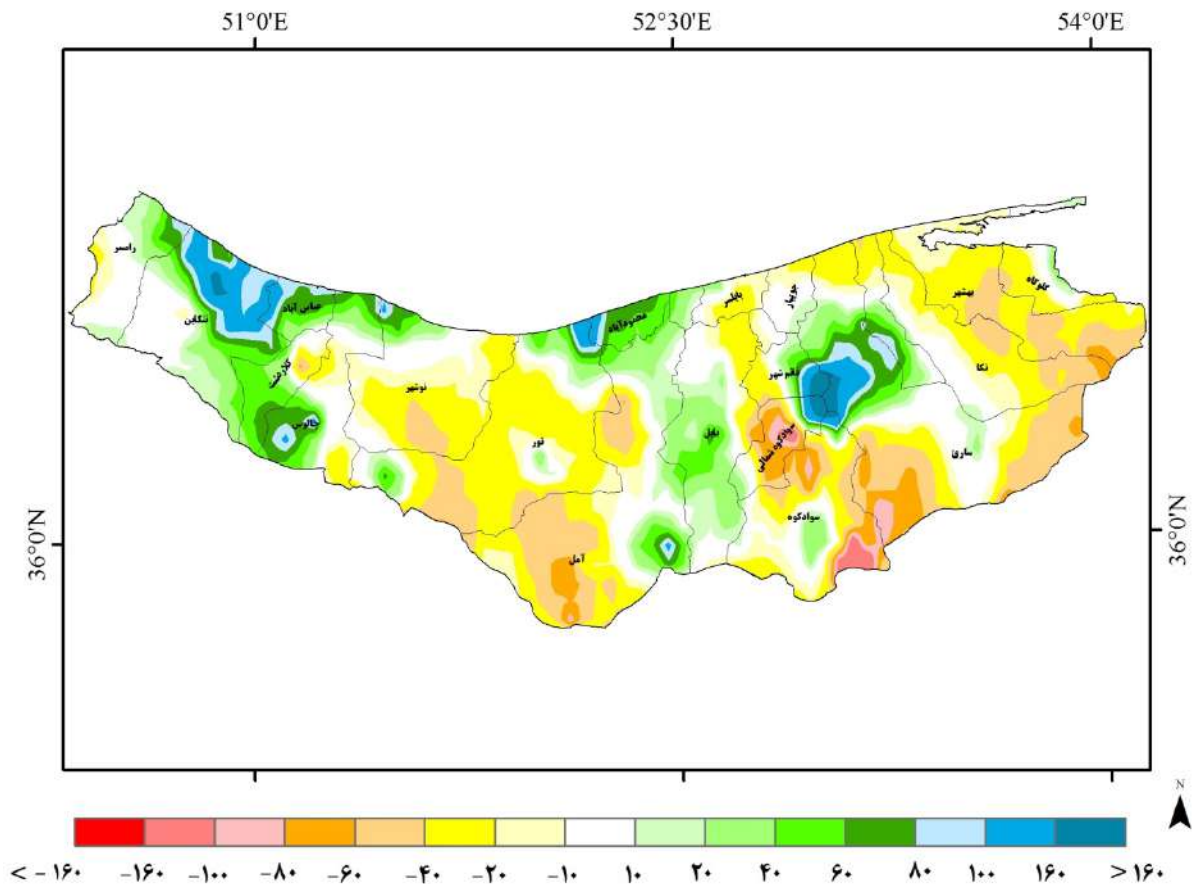 51°0'E 52°30'E 54°0'E
رامسر
تنکابن
عباس آباد
کلاردشت
چالوس
نوشهر
نور
محمودآباد
آمل
بابل
بابلسر
جویبار
قائم شهر
سوادکوه شمالی
سوادکوه
ساری
نکا
بهشهر
گلوگاه
36°0'N 36°0'N
N
< -۱۶۰ -۱۶۰ -۱۰۰ -۸۰ -۶۰ -۴۰ -۲۰ -۱۰ ۱۰ ۲۰ ۴۰ ۶۰ ۸۰ ۱۰۰ ۱۶۰ > ۱۶۰